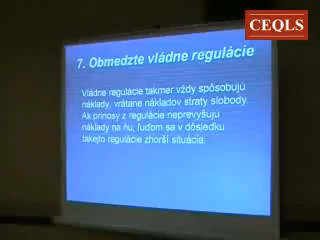 CEQLS
7. Obmedzte vládne regulácie
Vládne regulácie takmer vždy spôsobujú
náklady, vrátane nákladov straty slobody.
Ak prínosy z regulácie neprevyšujú
náklady na ňu, ľuďom sa v dôsledku
takejto regulácie zhorší situácia.